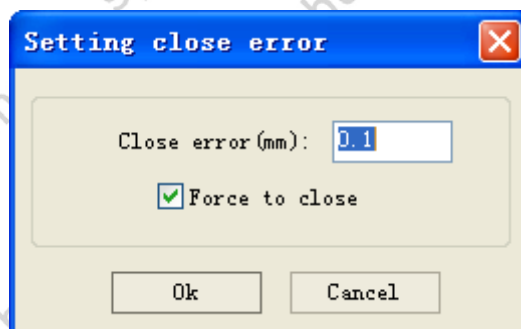 Setting close error
Close error(mm): 0.1
Force to close
Ok Cancel